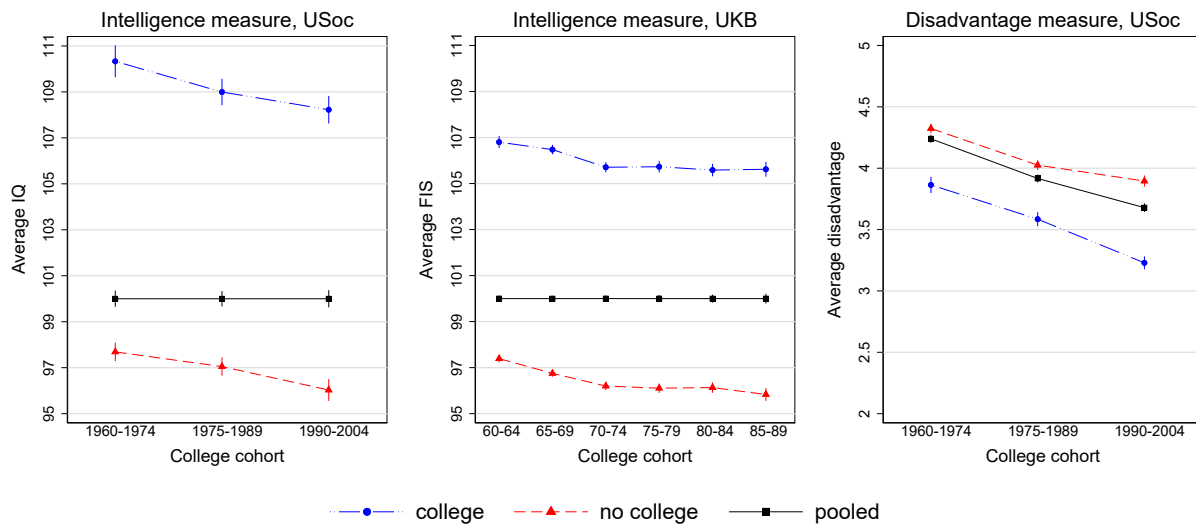 Intelligence measure, USoc
Average IQ
111
109
107
105
103
101
99
97
95
1960-1974 1975-1989 1990-2004
College cohort
Intelligence measure, UKB
Average FIS
111
109
107
105
103
101
99
97
95
60-64 65-69 70-74 75-79 80-84 85-89
College cohort
Disadvantage measure, USoc
Average disadvantage
5
4.5
4
3.5
3
2.5
2
1960-1974 1975-1989 1990-2004
College cohort
college no college pooled